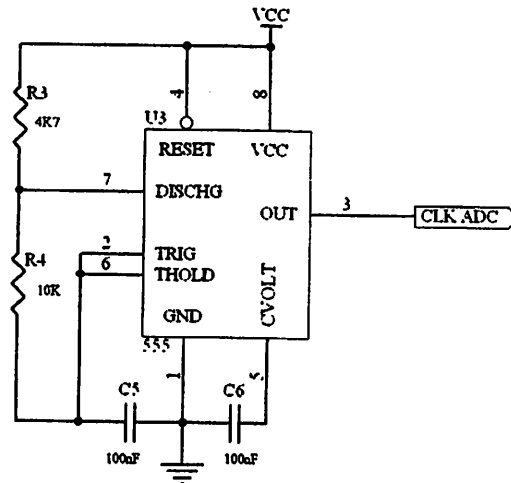 VCC
R3
4K7
4
8
U3
RESET
VCC
7
DISCHG
OUT
3
CLK ADC
2
TRIG
6
THOLD
R4
10K
GND
CVOLT
555
1
5
C5
C6
100nF
100nF